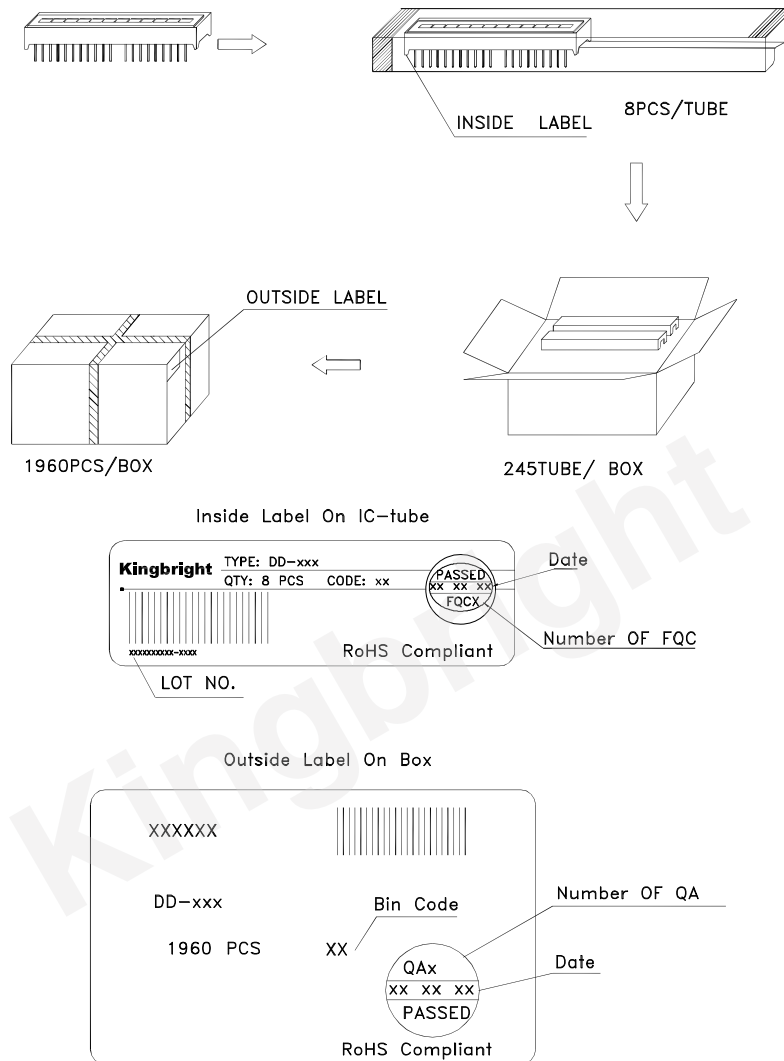 INSIDE LABEL
8PCS/TUBE
OUTSIDE LABEL
1960PCS/BOX
245TUBE/ BOX
Inside Label On IC-tube
Kingbright
TYPE: DD-xxx
QTY: 8 PCS CODE: xx
PASSED
xx xx xx
FQCX
Date
Number OF FQC
xxxxxxxxxx-xxxx
RoHS Compliant
LOT NO.
Outside Label On Box
XXXXXX
DD-xxx
Bin Code
Number OF QA
1960 PCS
XX
QAx
xx xx xx
PASSED
Date
RoHS Compliant
Kingbright